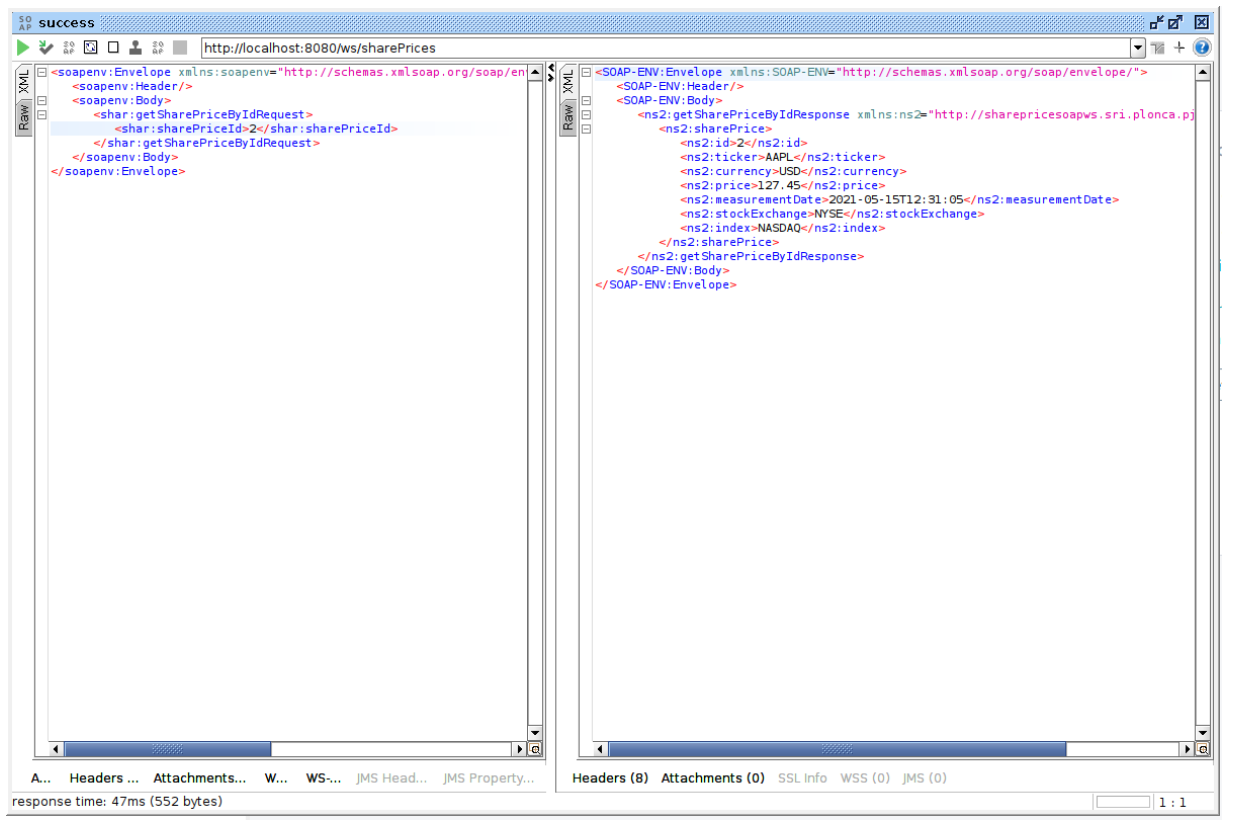 SO AP success
http://localhost:8080/ws/sharePrices
XML
Raw
<soapenv:Envelope xmlns:soapenv="http://schemas.xmlsoap.org/soap/en
<soapenv:Header/>
<soapenv:Body>
<shar:getSharePriceByIdRequest>
<shar:sharePriceId>2</shar:sharePriceId>
</shar:getSharePriceByIdRequest>
</soapenv:Body>
</soapenv:Envelope>
A... Headers ... Attachments... W... WS-... JMS Head... JMS Property...
XML
Raw
<SOAP-ENV:Envelope xmlns:SOAP-ENV="http://schemas.xmlsoap.org/soap/envelope/">
<SOAP-ENV:Header/>
<SOAP-ENV:Body>
<ns2:getSharePriceByIdResponse xmlns:ns2="http://sharepricesoapws.sri.plonca.pj
<ns2:sharePrice>
<ns2:id>2</ns2:id>
<ns2:ticker>AAPL</ns2:ticker>
<ns2:currency>USD</ns2:currency>
<ns2:price>127.45</ns2:price>
<ns2:measurementDate>2021-05-15T12:31:05</ns2:measurementDate>
<ns2:stockExchange>NYSE</ns2:stockExchange>
<ns2:index>NASDAQ</ns2:index>
</ns2:sharePrice>
</ns2:getSharePriceByIdResponse>
</SOAP-ENV:Body>
</SOAP-ENV:Envelope>
Headers (8) Attachments (0) SSL Info WSS (0) JMS (0)
response time: 47ms (552 bytes)
1 : 1